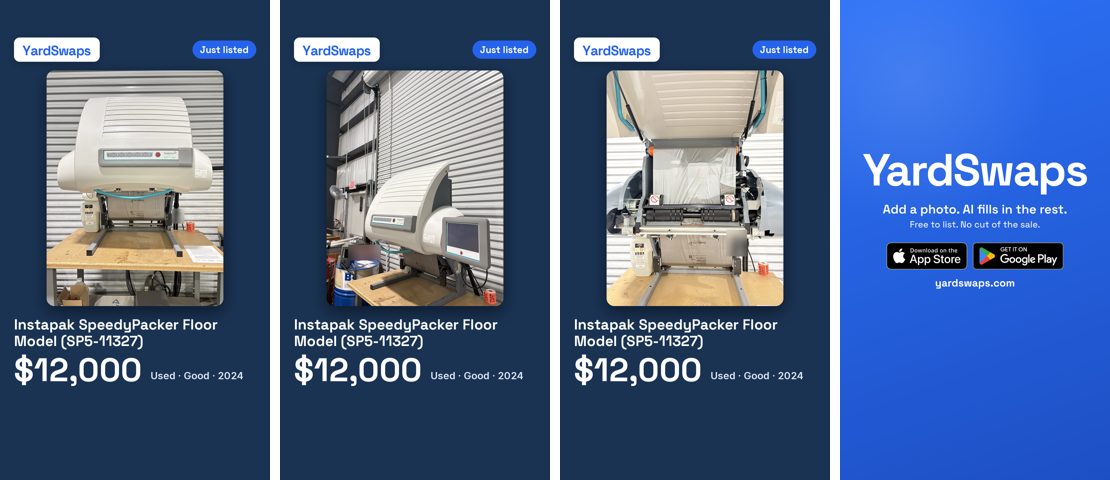 YardSwaps
Just listed
Instapak SpeedyPacker Floor
Model (SP5-11327)
$12,000 Used · Good · 2024
YardSwaps
Just listed
Instapak SpeedyPacker Floor
Model (SP5-11327)
$12,000 Used · Good · 2024
YardSwaps
Just listed
Instapak SpeedyPacker Floor
Model (SP5-11327)
$12,000 Used · Good · 2024
YardSwaps
Add a photo. AI fills in the rest.
Free to list. No cut of the sale.
Download on the
App Store
GET IT ON
Google Play
yardswaps.com